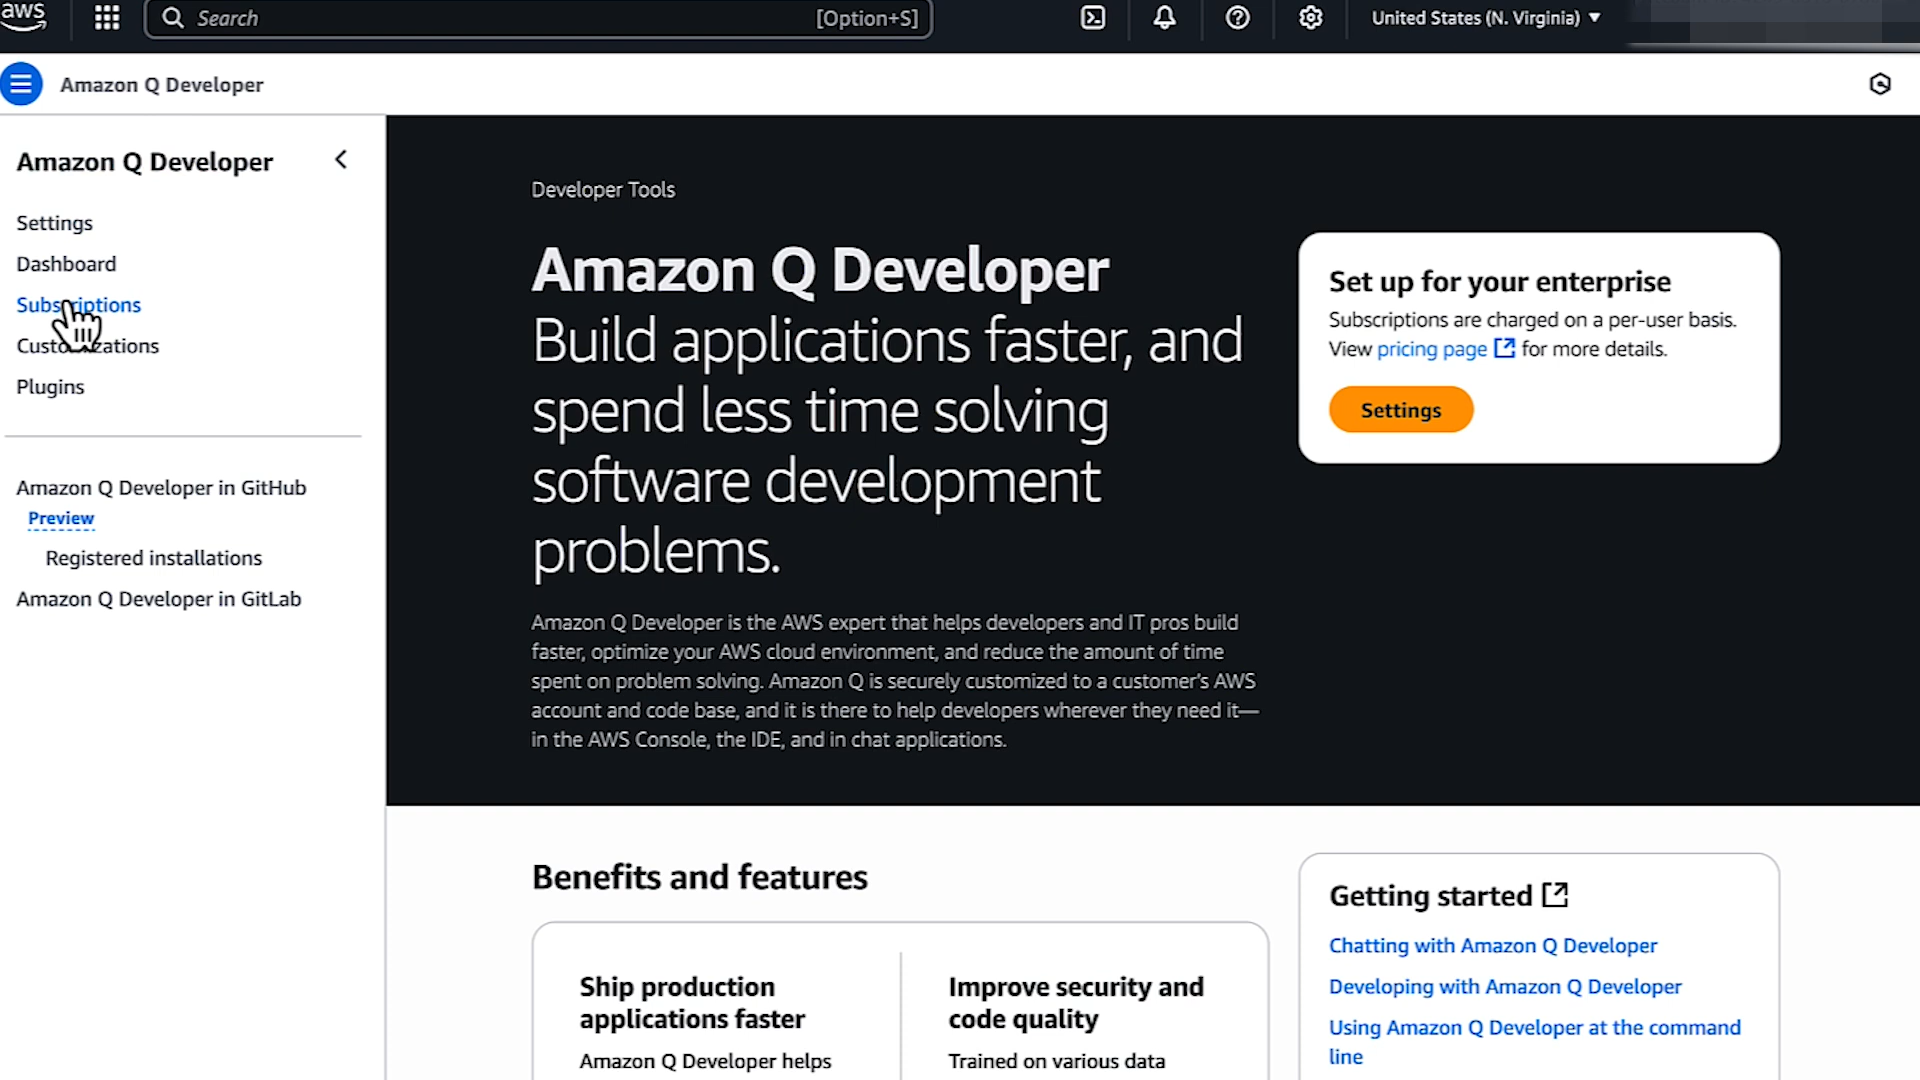 aws
Search
[Option+S]
United States (N. Virginia)
Amazon Q Developer
Amazon Q Developer
Settings
Dashboard
Subscriptions
Customizations
Plugins
Amazon Q Developer in GitHub
Preview
Registered installations
Amazon Q Developer in GitLab
Developer Tools
Amazon Q Developer
Build applications faster, and
spend less time solving
software development
problems.
Amazon Q Developer is the AWS expert that helps developers and IT pros build
faster, optimize your AWS cloud environment, and reduce the amount of time
spent on problem solving. Amazon Q is securely customized to a customer's AWS
account and code base, and it is there to help developers wherever they need it—
in the AWS Console, the IDE, and in chat applications.
Set up for your enterprise
Subscriptions are charged on a per-user basis.
View pricing page for more details.
Settings
Benefits and features
Ship production
applications faster
Amazon Q Developer helps
Improve security and
code quality
Trained on various data
Getting started
Chatting with Amazon Q Developer
Developing with Amazon Q Developer
Using Amazon Q Developer at the command
line